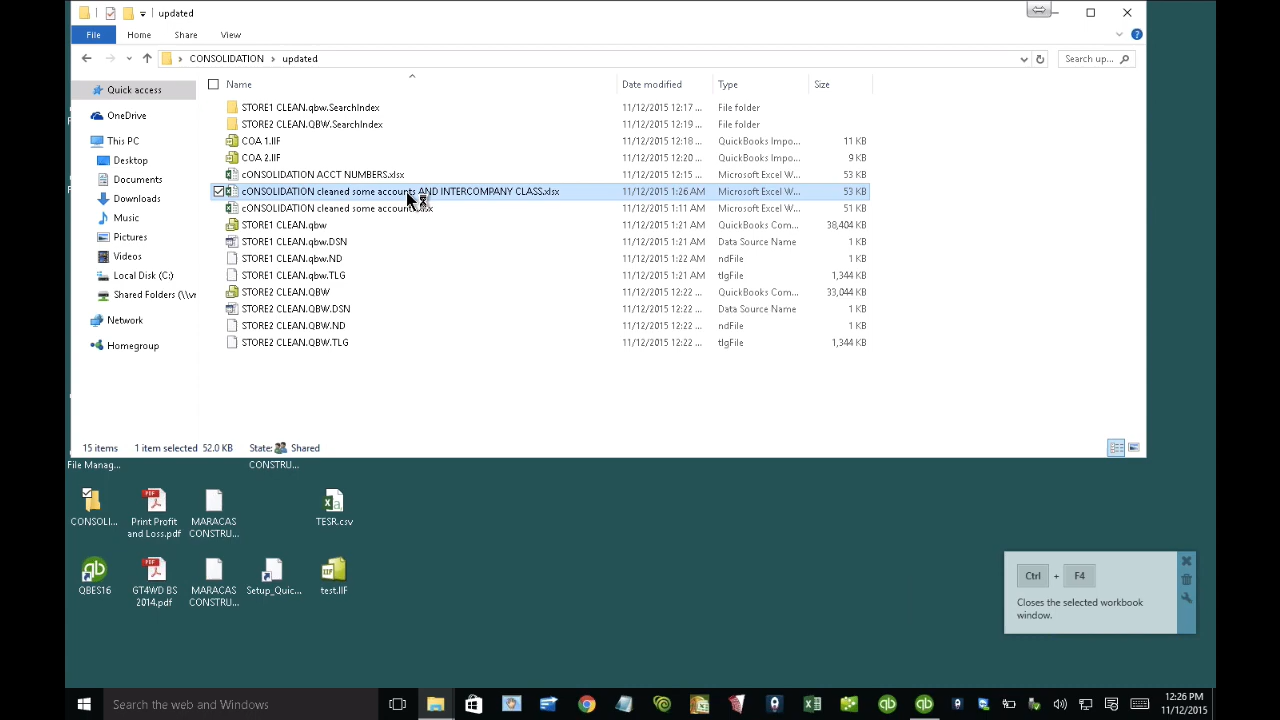 updated
File Home Share View
CONSOLIDATION > updated
Search up...
Name Date modified Type Size
Quick access
OneDrive
This PC
Desktop
Documents
Downloads
Music
Pictures
Videos
Local Disk (C:)
Shared Folders (\\vr
Network
Homegroup
STORE1 CLEAN.qbw.SearchIndex 11/12/2015 12:17 ... File folder
STORE2 CLEAN.QBW.SearchIndex 11/12/2015 12:19 ... File folder
COA 1.IIF 11/12/2015 12:18 ... QuickBooks Impo... 11 KB
COA 2.IIF 11/12/2015 12:20 ... QuickBooks Impo... 9 KB
cONSOLIDATION ACCT NUMBERS.xlsx 11/12/2015 12:15 ... Microsoft Excel W... 53 KB
cONSOLIDATION cleaned some accounts AND INTERCOMPANY CLASS.xlsx 11/12/2015 1:26 AM Microsoft Excel W... 53 KB
cONSOLIDATION cleaned some accounts.xlsx 11/12/2015 1:11 AM Microsoft Excel W... 51 KB
STORE1 CLEAN.qbw 11/12/2015 1:21 AM QuickBooks Com... 38,404 KB
STORE1 CLEAN.qbw.DSN 11/12/2015 1:21 AM Data Source Name 1 KB
STORE1 CLEAN.qbw.ND 11/12/2015 1:22 AM ndFile 1 KB
STORE1 CLEAN.qbw.TLG 11/12/2015 1:21 AM tlgFile 1,344 KB
STORE2 CLEAN.QBW 11/12/2015 12:22 ... QuickBooks Com... 33,044 KB
STORE2 CLEAN.QBW.DSN 11/12/2015 12:22 ... Data Source Name 1 KB
STORE2 CLEAN.QBW.ND 11/12/2015 12:22 ... ndFile 1 KB
STORE2 CLEAN.QBW.TLG 11/12/2015 12:22 ... tlgFile 1,344 KB
15 items 1 item selected 52.0 KB State: Shared
File Manag...
CONSTRU...
CONSOLI...
Print Profit
and Loss.pdf
MARACAS
CONSTRU...
TESR.csv
QBES16
GT4WD BS
2014.pdf
MARACAS
CONSTRU...
Setup_Quic...
test.IIF
Ctrl + F4
Closes the selected workbook
window.
Search the web and Windows
12:26 PM
11/12/2015